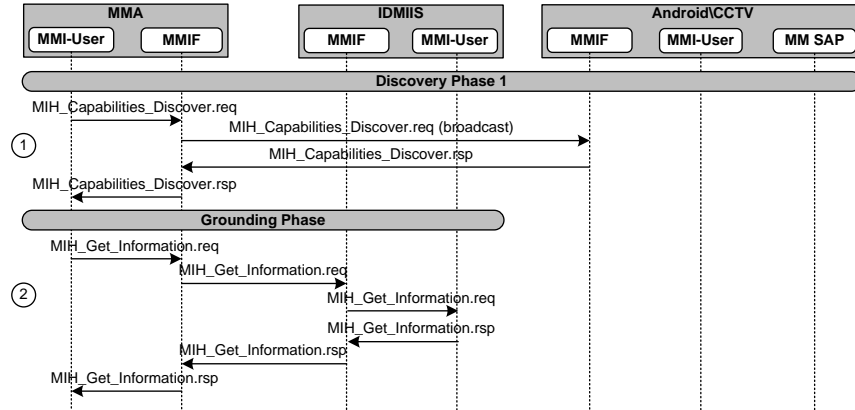 MMA
IDMIIS
Android\CCTV
MMI-User
MMIF
MMIF
MMI-User
MMIF
MMI-User
MM SAP
Discovery Phase 1
MIH_Capabilities_Discover.req
1
MIH_Capabilities_Discover.req (broadcast)
MIH_Capabilities_Discover.rsp
MIH_Capabilities_Discover.rsp
Grounding Phase
MIH_Get_Information.req
MIH_Get_Information.req
2
MIH_Get_Information.req
MIH_Get_Information.rsp
MIH_Get_Information.rsp
MIH_Get_Information.rsp